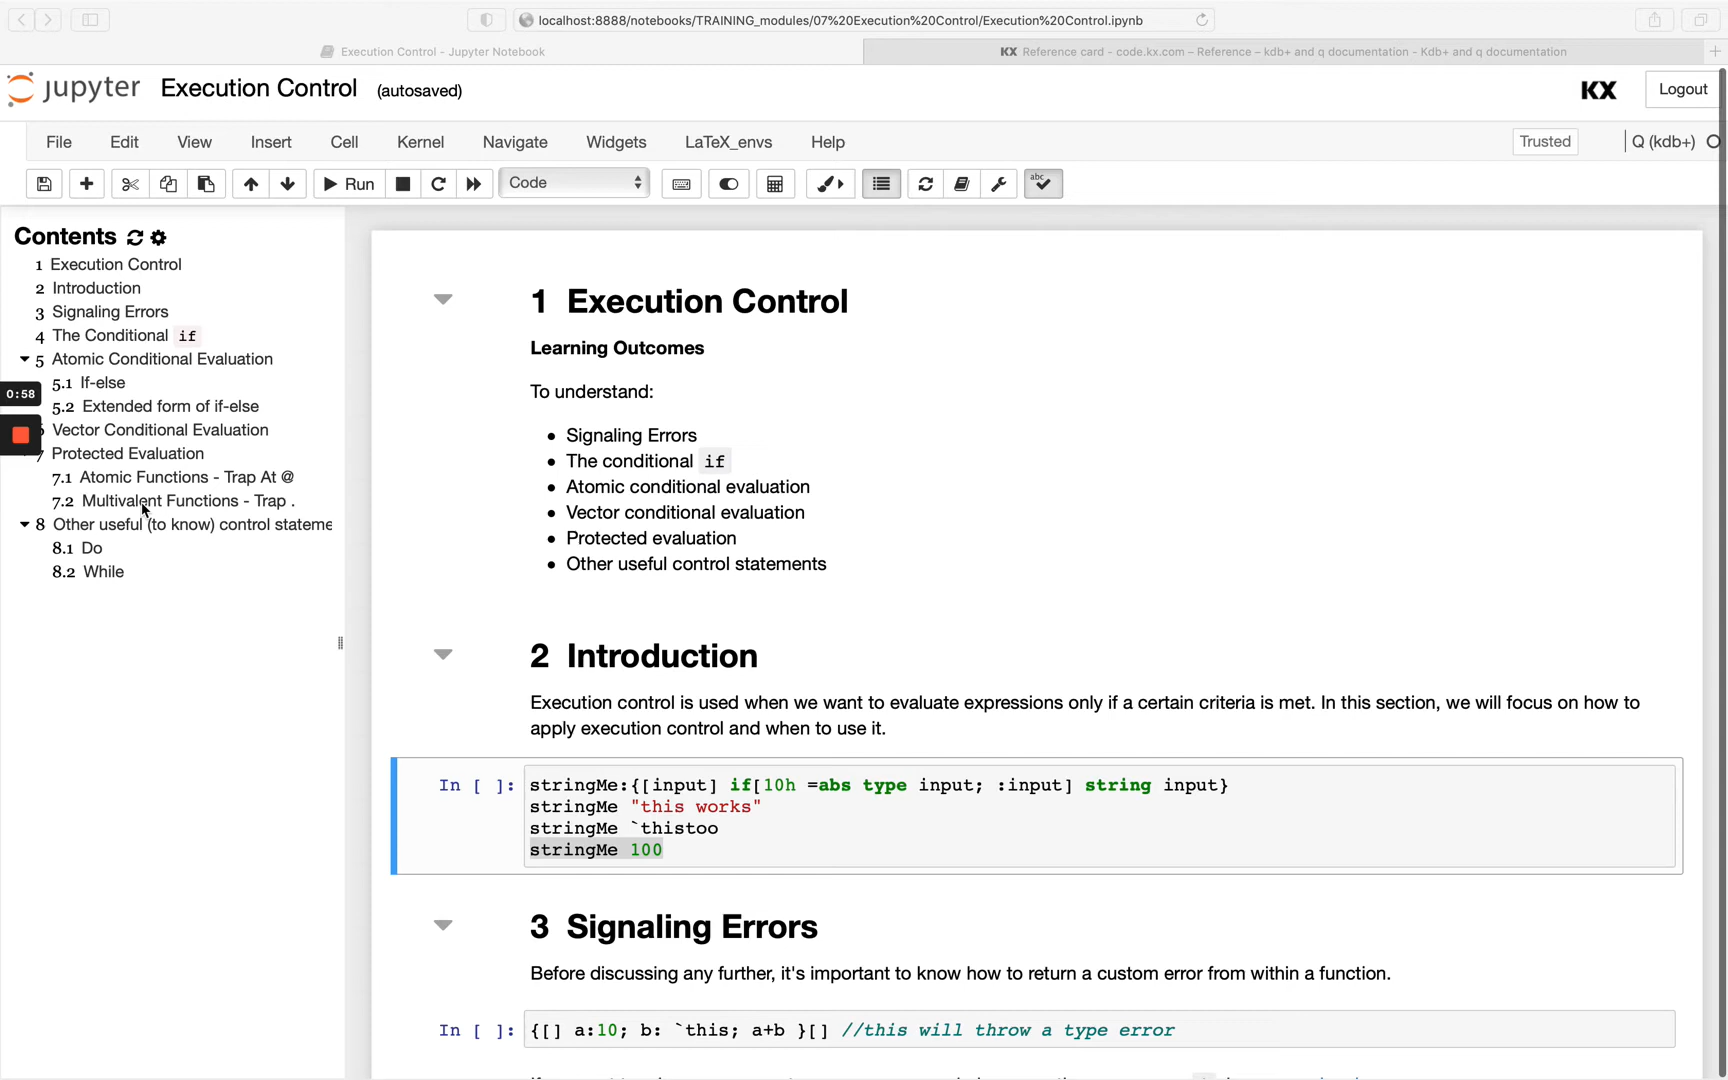 localhost:8888/notebooks/TRAINING_modules/07%20Execution%20Control/Execution%20Control.ipynb
Execution Control - Jupyter Notebook
KX Reference card - code.kx.com – Reference – kdb+ and q documentation - Kdb+ and q documentation
jupyter Execution Control (autosaved)
KX
Logout
File Edit View Insert Cell Kernel Navigate Widgets LaTeX_envs Help
Trusted
Q (kdb+)
Run
Code
abc
Contents
1 Execution Control
2 Introduction
3 Signaling Errors
4 The Conditional if
5 Atomic Conditional Evaluation
5.1 If-else
0:58
5.2 Extended form of if-else
Vector Conditional Evaluation
7 Protected Evaluation
7.1 Atomic Functions - Trap At @
7.2 Multivalent Functions - Trap .
8 Other useful (to know) control stateme
8.1 Do
8.2 While
1 Execution Control
Learning Outcomes
To understand:
• Signaling Errors
• The conditional if
• Atomic conditional evaluation
• Vector conditional evaluation
• Protected evaluation
• Other useful control statements
2 Introduction
Execution control is used when we want to evaluate expressions only if a certain criteria is met. In this section, we will focus on how to
apply execution control and when to use it.
In [ ]: stringMe:{[input] if[10h =abs type input; :input] string input}
stringMe "this works"
stringMe `thistoo
stringMe 100
3 Signaling Errors
Before discussing any further, it's important to know how to return a custom error from within a function.
In [ ]: {[] a:10; b: `this; a+b }[] //this will throw a type error